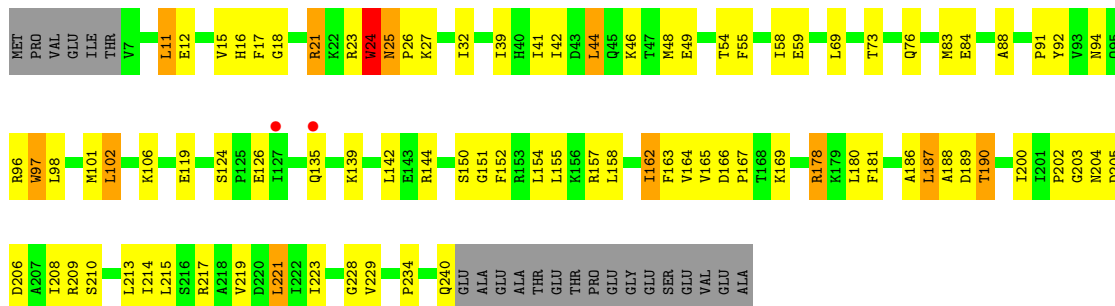 MET PRO VAL GLU ILE THR V7 L11 E12 V15 H16 F17 G18 R21 K22 R23 W24 N25 P26 K27 I32 I39 H40 I41 I42 D43 L44 Q45 K46 T47 M48 E49 T54 F55 I58 E59 L69 T73 Q76 M83 E84 A88 P91 Y92 V93 N94
R96 W97 L98 M101 L102 K106 E119 S124 P125 E126 I127 Q135 K139 L142 E143 R144 S150 G151 F152 R153 L154 L155 K156 R157 L158 I162 F163 V164 V165 D166 P167 T168 K169 R178 K179 L180 F181 A186 L187 A188 D189 T190 I200 I201 P202 G203 N204
D206 A207 I208 R209 S210 L213 I214 L215 S216 R217 A218 V219 D220 L221 I222 I223 G228 V229 P234 Q240 GLU ALA GLU ALA THR GLU THR PRO GLU GLY GLU SER GLU VAL GLU ALA